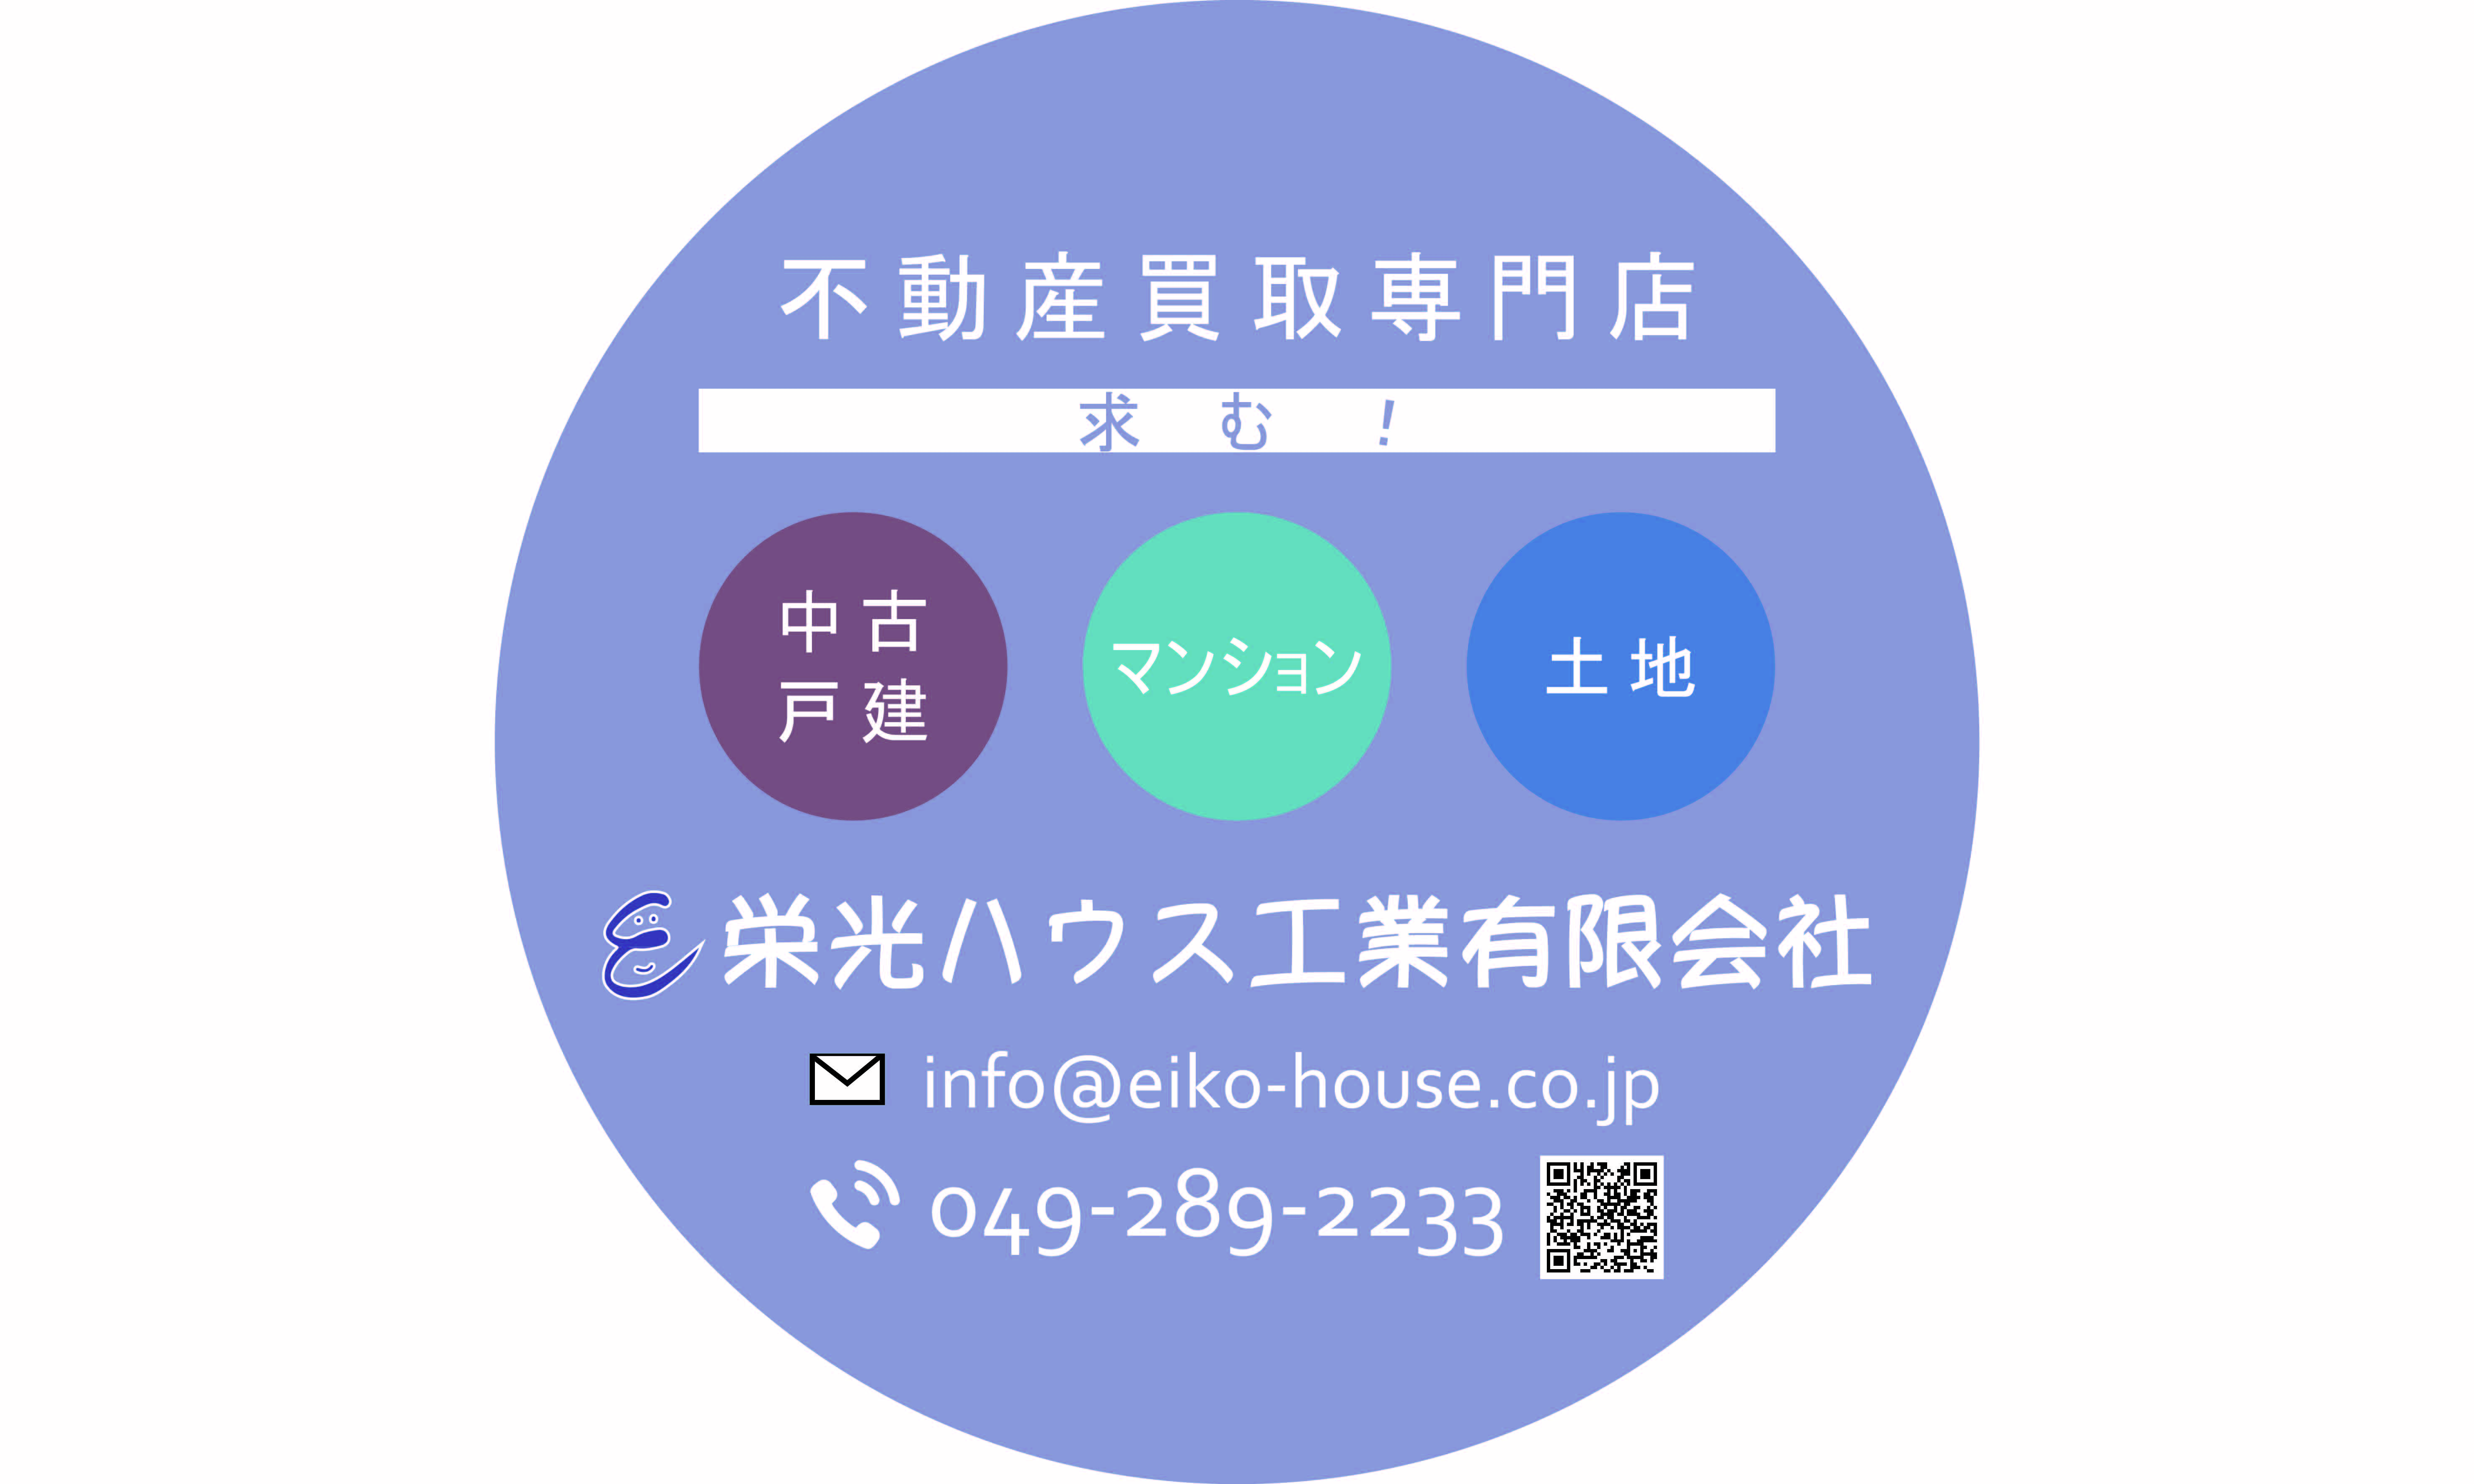 不動産買取専門店
求む！
中古
戸建
マンション
土地
栄光ハウス工業有限会社
info@eiko-house.co.jp
049-289-2233